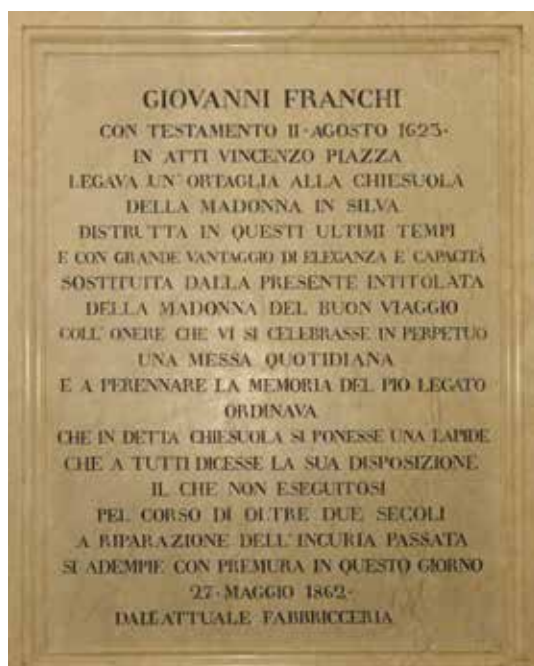 GIOVANNI FRANCHI
CON TESTAMENTO II·AGOSTO 1623·
IN ATTI VINCENZO PIAZZA
LEGAVA UN'ORTAGLIA ALLA CHIESUOLA
DELLA MADONNA IN SILVA
DISTRUTTA IN QUESTI ULTIMI TEMPI
E CON GRANDE VANTAGGIO DI ELEGANZA E CAPACITÀ
SOSTITUITA DALLA PRESENTE INTITOLATA
DELLA MADONNA DEL BUON VIAGGIO
COLL'ONERE CHE VI SI CELEBRASSE IN PERPETUO
UNA MESSA QUOTIDIANA
E A PERENNARE LA MEMORIA DEL PIO LEGATO
ORDINAVA
CHE IN DETTA CHIESUOLA SI PONESSE UNA LAPIDE
CHE A TUTTI DICESSE LA SUA DISPOSIZIONE
IL CHE NON ESEGUITOSI
PEL CORSO DI OLTRE DUE SECOLI
A RIPARAZIONE DELL'INCURIA PASSATA
SI ADEMPIE CON PREMURA IN QUESTO GIORNO
27·MAGGIO 1862·
DALL'ATTUALE FABBRICCERIA